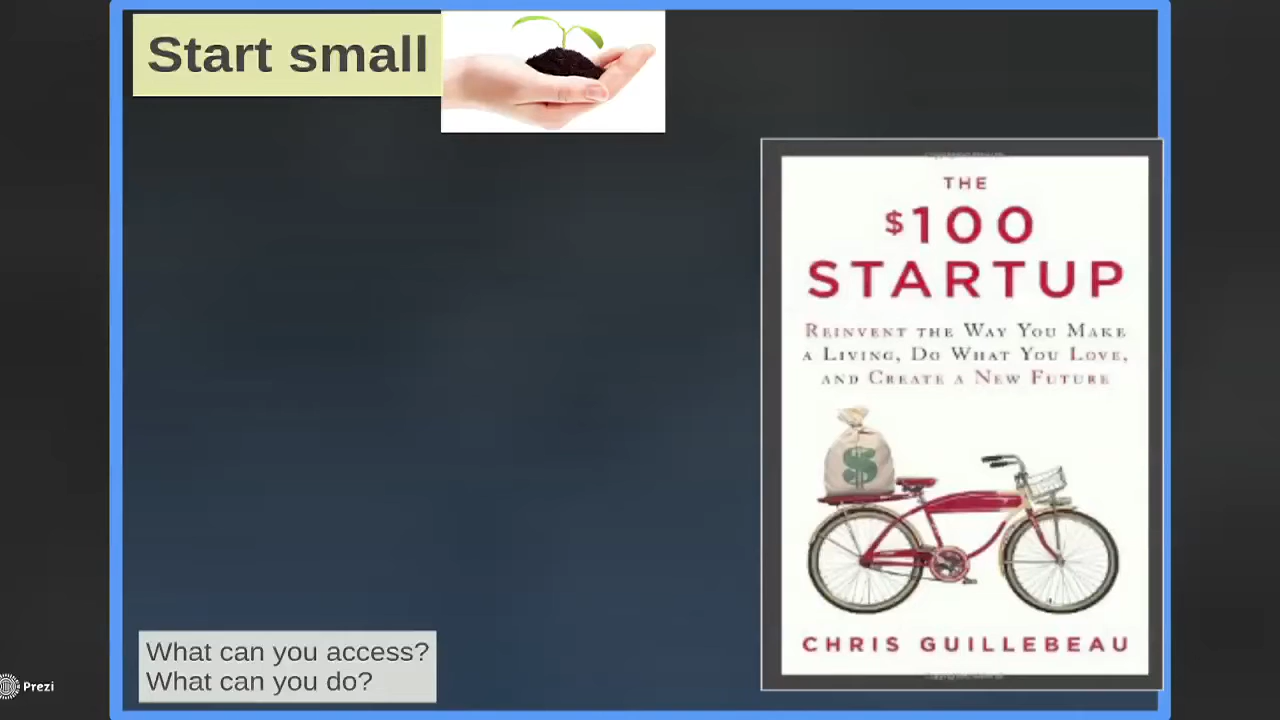 Start small
THE
$100
STARTUP
REINVENT THE WAY YOU MAKE
A LIVING, DO WHAT YOU LOVE,
AND CREATE A NEW FUTURE
$
CHRIS GUILLEBEAU
What can you access?
What can you do?
Prezi